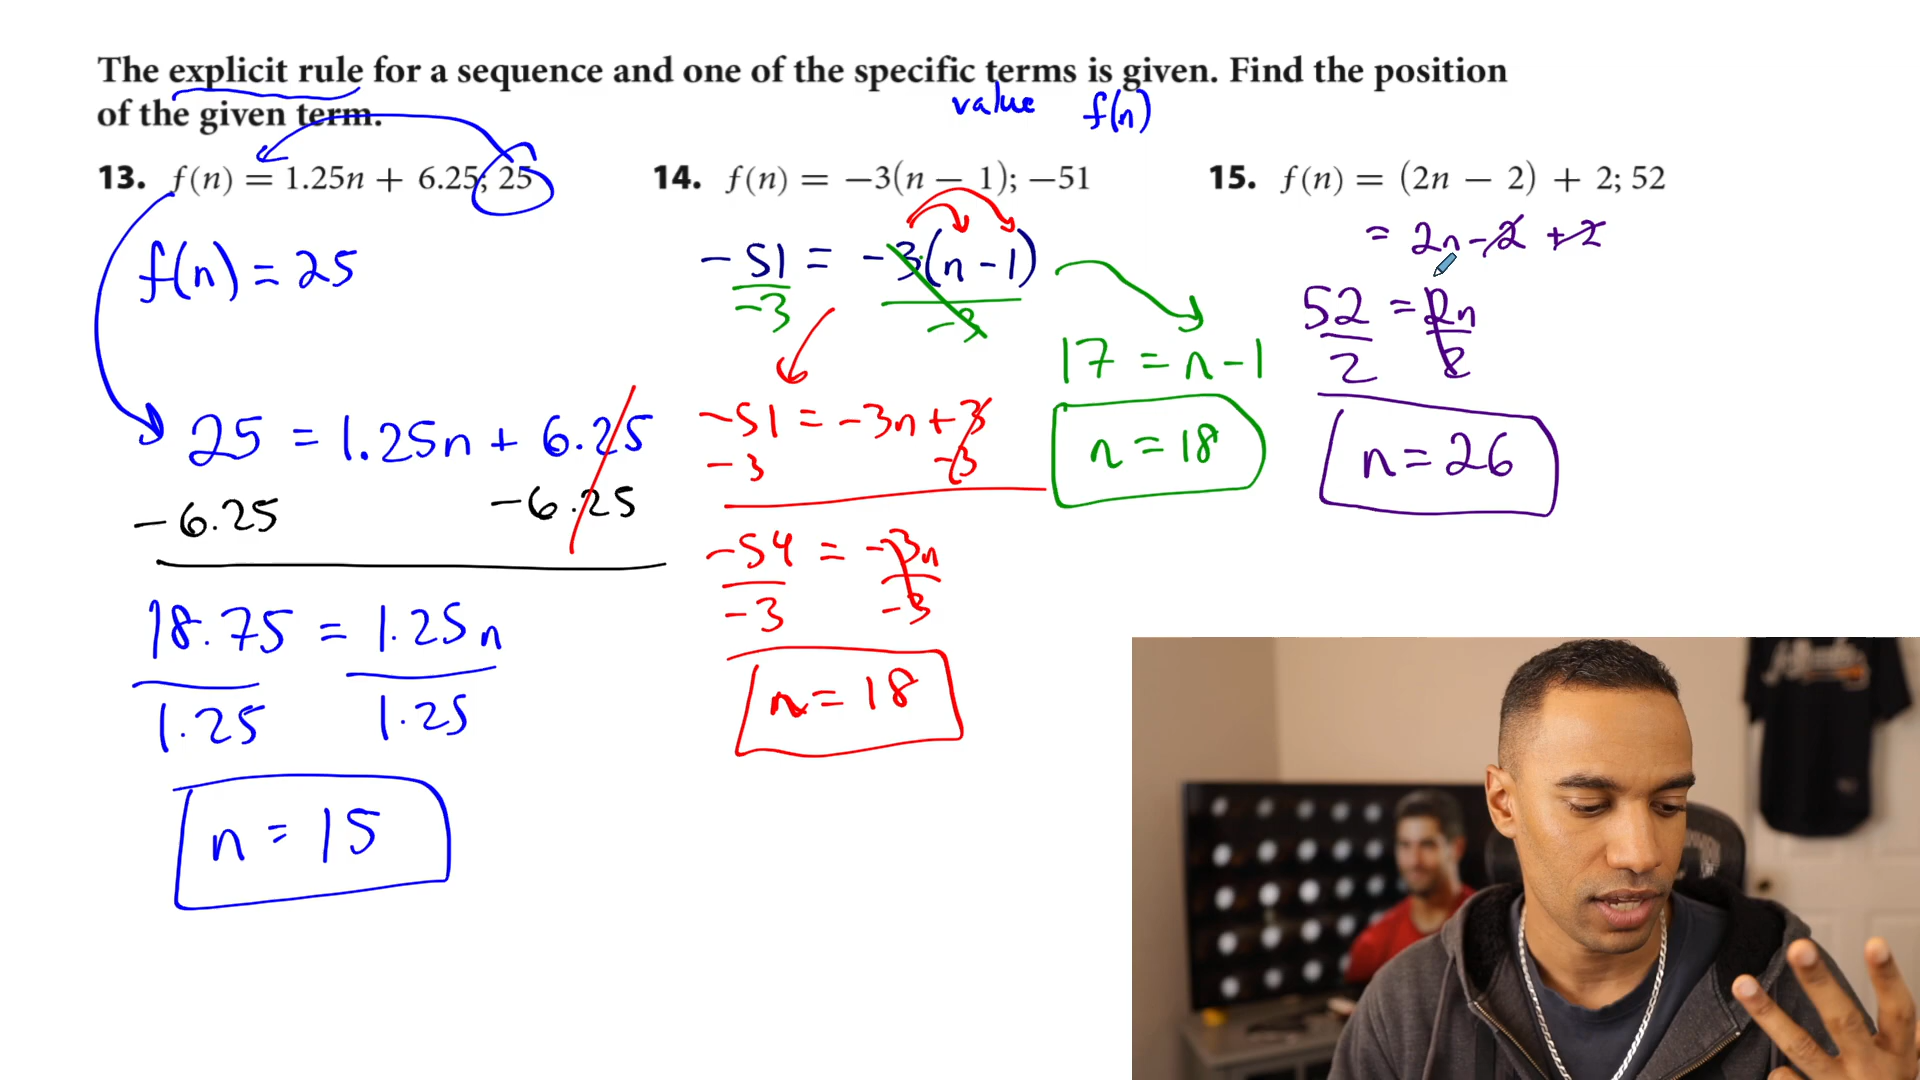 The explicit rule for a sequence and one of the specific terms is given. Find the position
of the given term.
value f(n)
13. f(n) = 1.25n + 6.25; 25
f(n) = 25
25 = 1.25n + 6.25
-6.25 -6.25
18.75 = 1.25n
1.25 1.25
n = 15
14. f(n) = −3(n − 1); −51
-51 = -3(n-1)
-3 -3
-51 = -3n+3
-3 -3
-54 = -3n
-3 -3
n = 18
17 = n-1
n = 18
15. f(n) = (2n − 2) + 2; 52
= 2n-2 +2
52 = 2n
2 2
n = 26